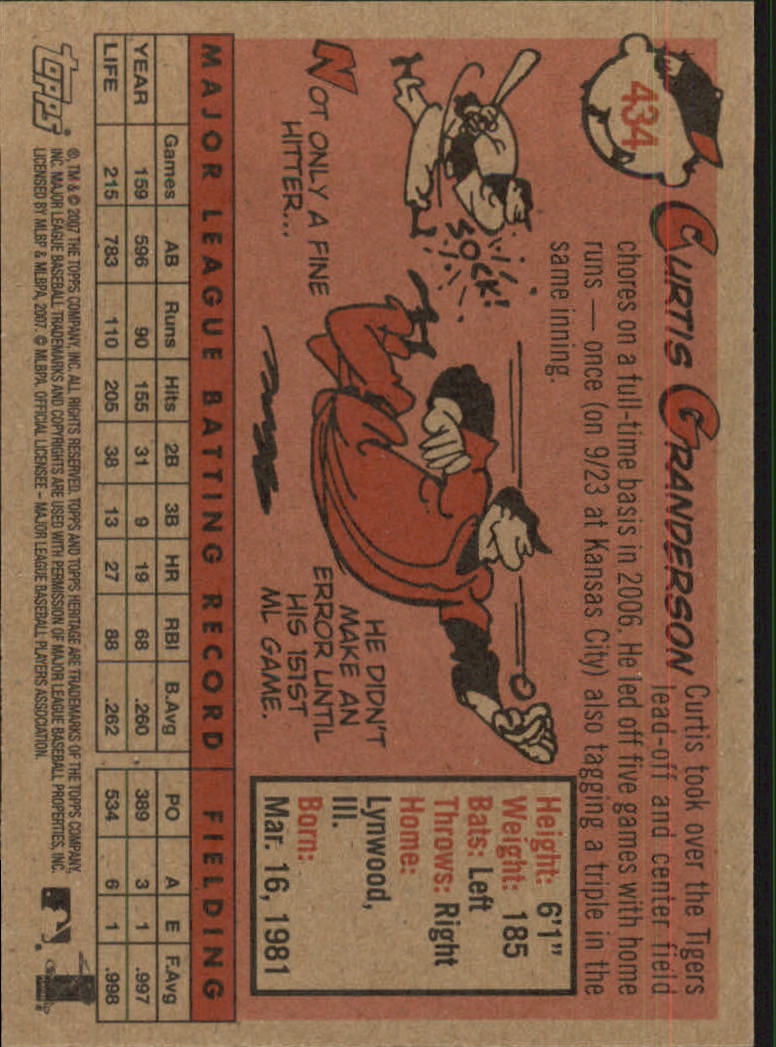 434
CURTIS GRANDERSON
Curtis took over the Tigers
lead-off and center field
chores on a full-time basis in 2006. He led off five games with home
runs — once (on 9/23 at Kansas City) also tagging a triple in the
same inning.
SOCK!
NOT ONLY A FINE
HITTER...
HE DIDN'T
MAKE AN
ERROR UNTIL
HIS 151ST
ML GAME.
Height: 6'1"
Weight: 185
Bats: Left
Throws: Right
Home:
Lynwood,
Ill.
Born:
Mar. 16, 1981
MAJOR LEAGUE BATTING RECORD FIELDING
Games AB Runs Hits 2B 3B HR RBI B.Avg PO A E F.Avg
YEAR 159 596 90 155 31 9 19 68 .260 389 3 1 .997
LIFE 215 783 110 205 38 13 27 88 .262 534 6 1 .998
TOPPS®
®, TM & © 2007 THE TOPPS COMPANY, INC. ALL RIGHTS RESERVED. TOPPS AND TOPPS HERITAGE ARE TRADEMARKS OF THE TOPPS COMPANY,
INC. MAJOR LEAGUE BASEBALL TRADEMARKS AND COPYRIGHTS ARE USED WITH PERMISSION OF MAJOR LEAGUE BASEBALL PROPERTIES, INC.
LICENSED BY MLBP & MLBPA, 2007. © MLBPA. OFFICIAL LICENSEE – MAJOR LEAGUE BASEBALL PLAYERS ASSOCIATION.